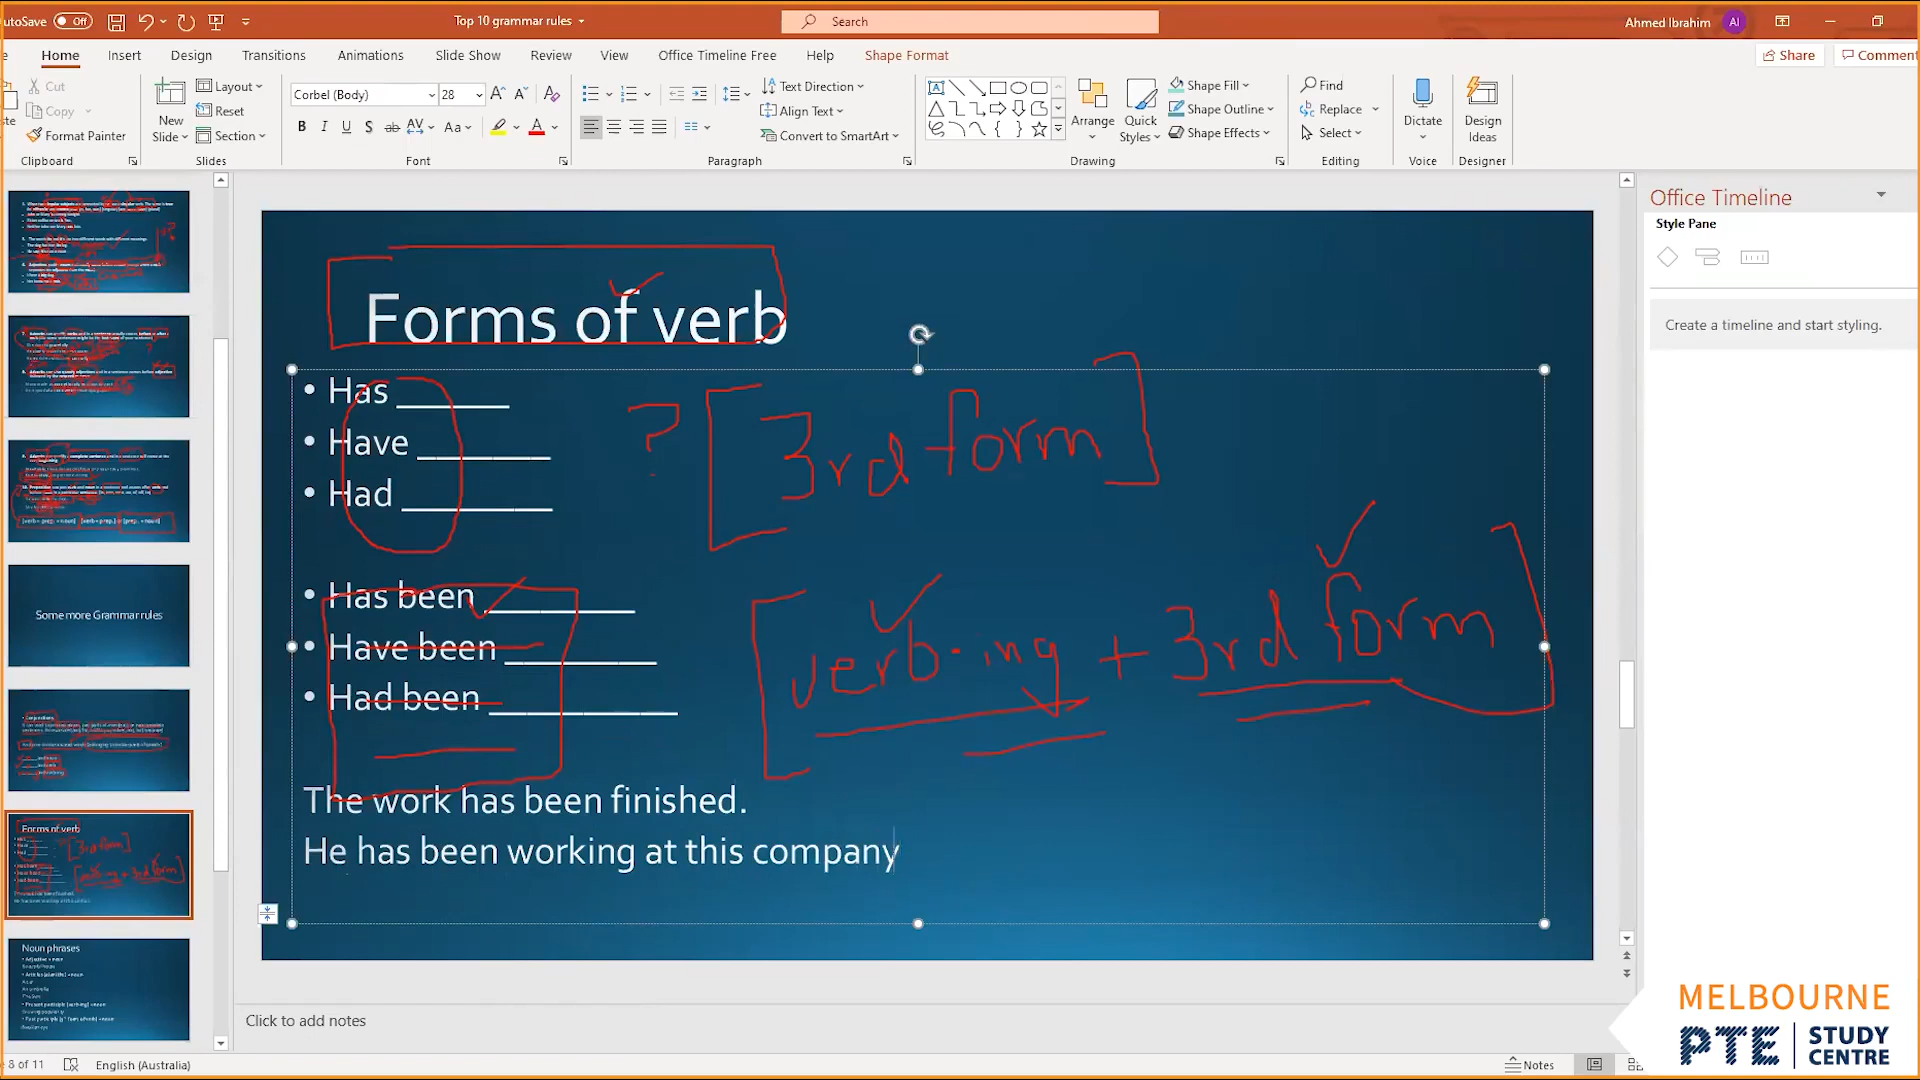 utoSave Off Top 10 grammar rules Search Ahmed Ibrahim AI
Home Insert Design Transitions Animations Slide Show Review View Office Timeline Free Help Shape Format Share Comment
Cut
Copy
Format Painter
Clipboard
New Slide
Layout
Reset
Section
Slides
Corbel (Body) 28
Font
Text Direction
Align Text
Convert to SmartArt
Paragraph
Arrange
Quick Styles
Shape Fill
Shape Outline
Shape Effects
Drawing
Find
Replace
Select
Editing
Dictate
Voice
Design Ideas
Designer
Some more Grammar rules
Forms of verb
Noun phrases
Forms of verb
• Has ______
• Have ______
• Had ______
? [3rd form]
• Has been ______
• Have been ______
• Had been ______
[verb-ing + 3rd form]
The work has been finished.
He has been working at this company
Office Timeline
Style Pane
Create a timeline and start styling.
Click to add notes
8 of 11 English (Australia) Notes
MELBOURNE
PTE STUDY CENTRE